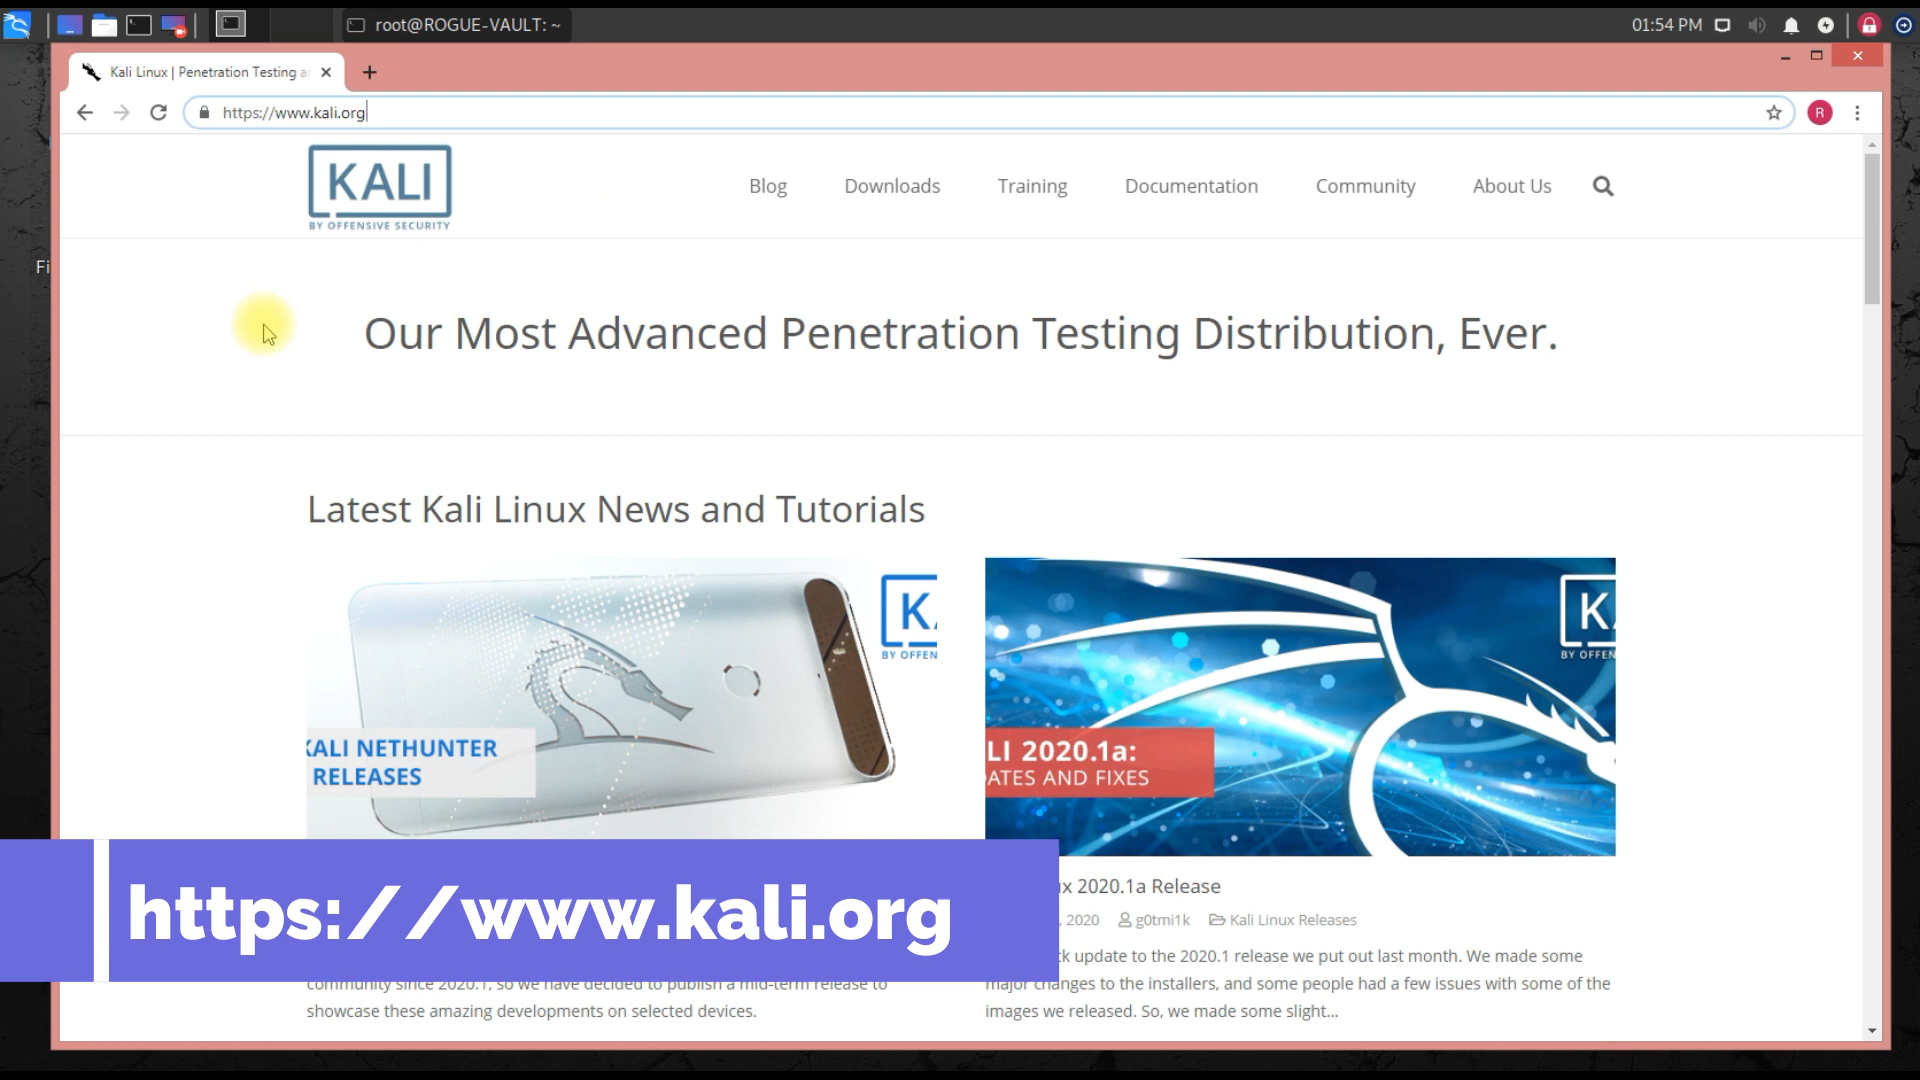 root@ROGUE-VAULT: ~
01:54 PM
Kali Linux | Penetration Testing a
https://www.kali.org
R
KALI
BY OFFENSIVE SECURITY
Blog
Downloads
Training
Documentation
Community
About Us
Fi
Our Most Advanced Penetration Testing Distribution, Ever.
Latest Kali Linux News and Tutorials
K
BY OFFEN
KALI NETHUNTER
RELEASES
K
BY OFFEN
LI 2020.1a:
DATES AND FIXES
https://www.kali.org
community since 2020.1, so we have decided to publish a mid-term release to
showcase these amazing developments on selected devices.
x 2020.1a Release
, 2020 g0tmi1k Kali Linux Releases
k update to the 2020.1 release we put out last month. We made some
major changes to the installers, and some people had a few issues with some of the
images we released. So, we made some slight...